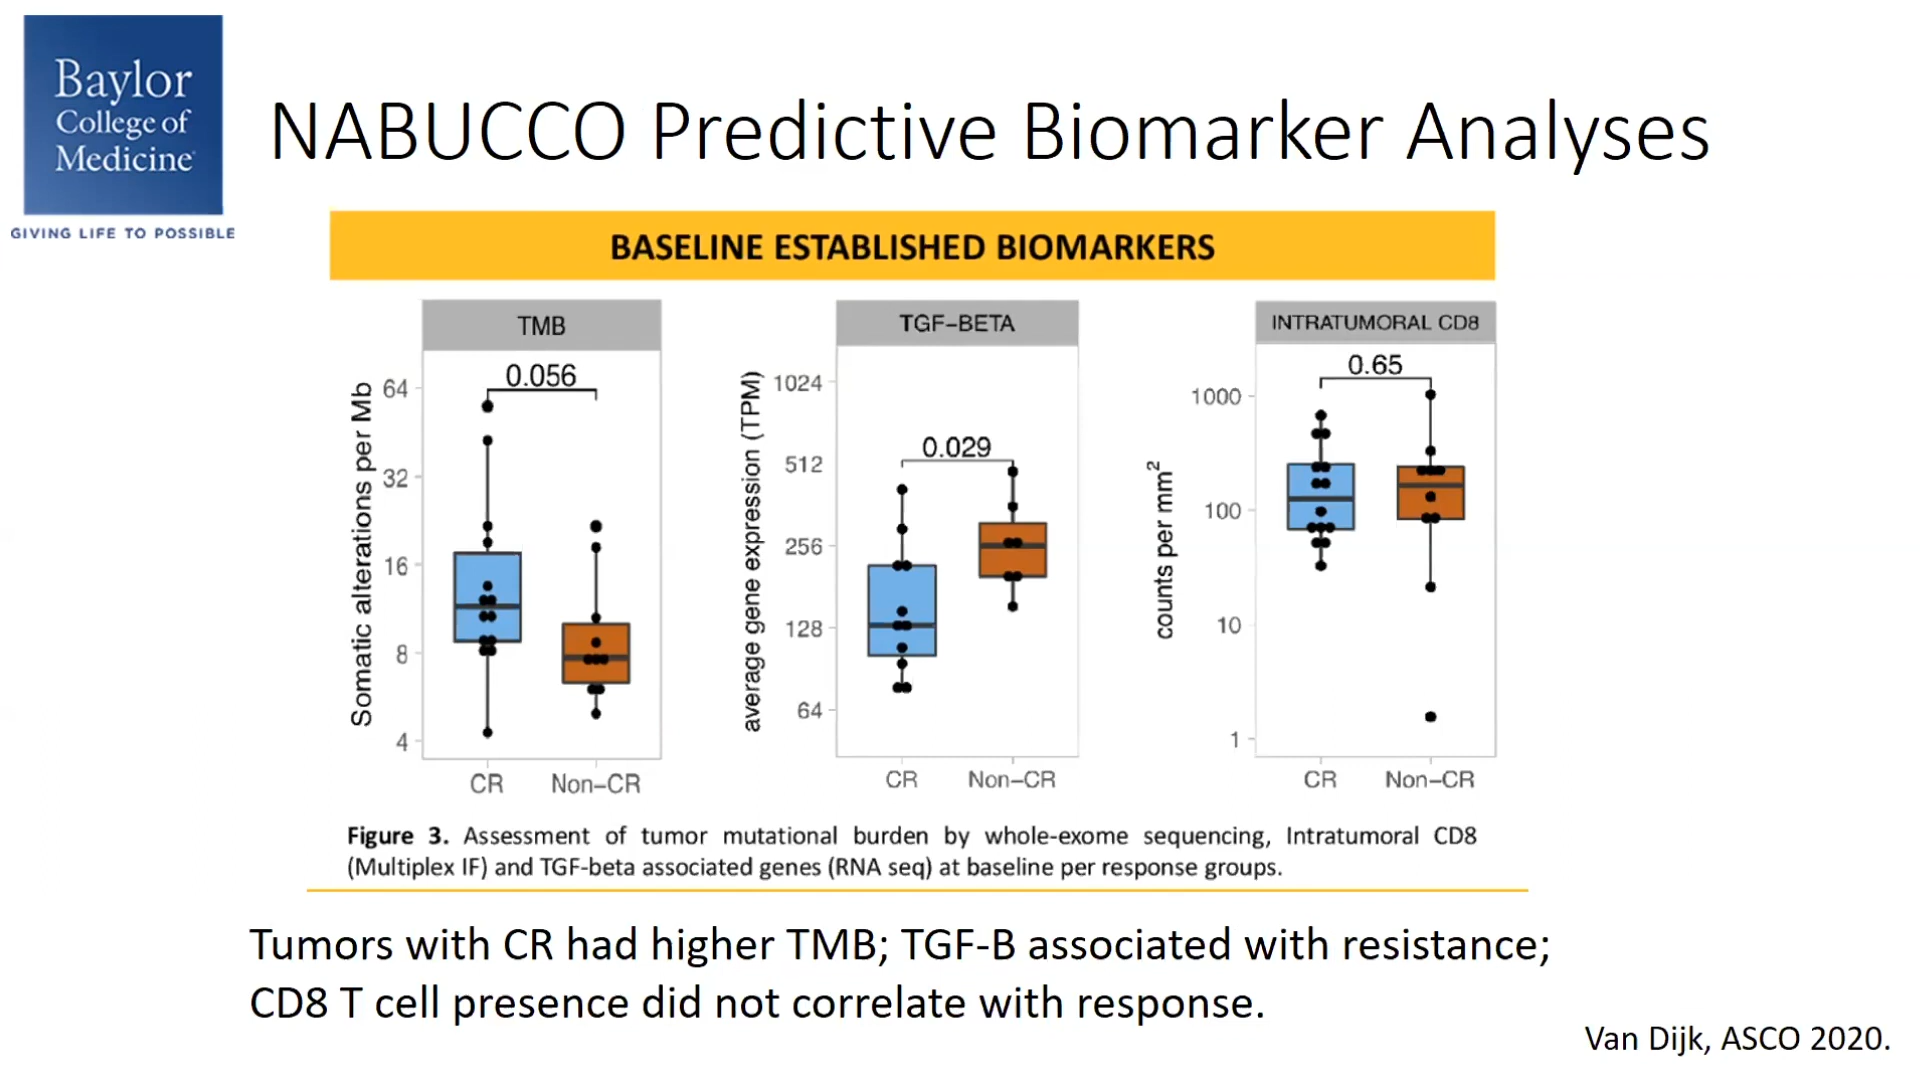 Baylor
College of
Medicine
GIVING LIFE TO POSSIBLE
NABUCCO Predictive Biomarker Analyses
BASELINE ESTABLISHED BIOMARKERS
TMB
0.056
Somatic alterations per Mb
64
32
16
8
4
CR Non–CR
TGF–BETA
0.029
average gene expression (TPM)
1024
512
256
128
64
CR Non–CR
INTRATUMORAL CD8
0.65
counts per mm²
1000
100
10
1
CR Non–CR
Figure 3. Assessment of tumor mutational burden by whole-exome sequencing, Intratumoral CD8
(Multiplex IF) and TGF-beta associated genes (RNA seq) at baseline per response groups.
Tumors with CR had higher TMB; TGF-B associated with resistance;
CD8 T cell presence did not correlate with response.
Van Dijk, ASCO 2020.